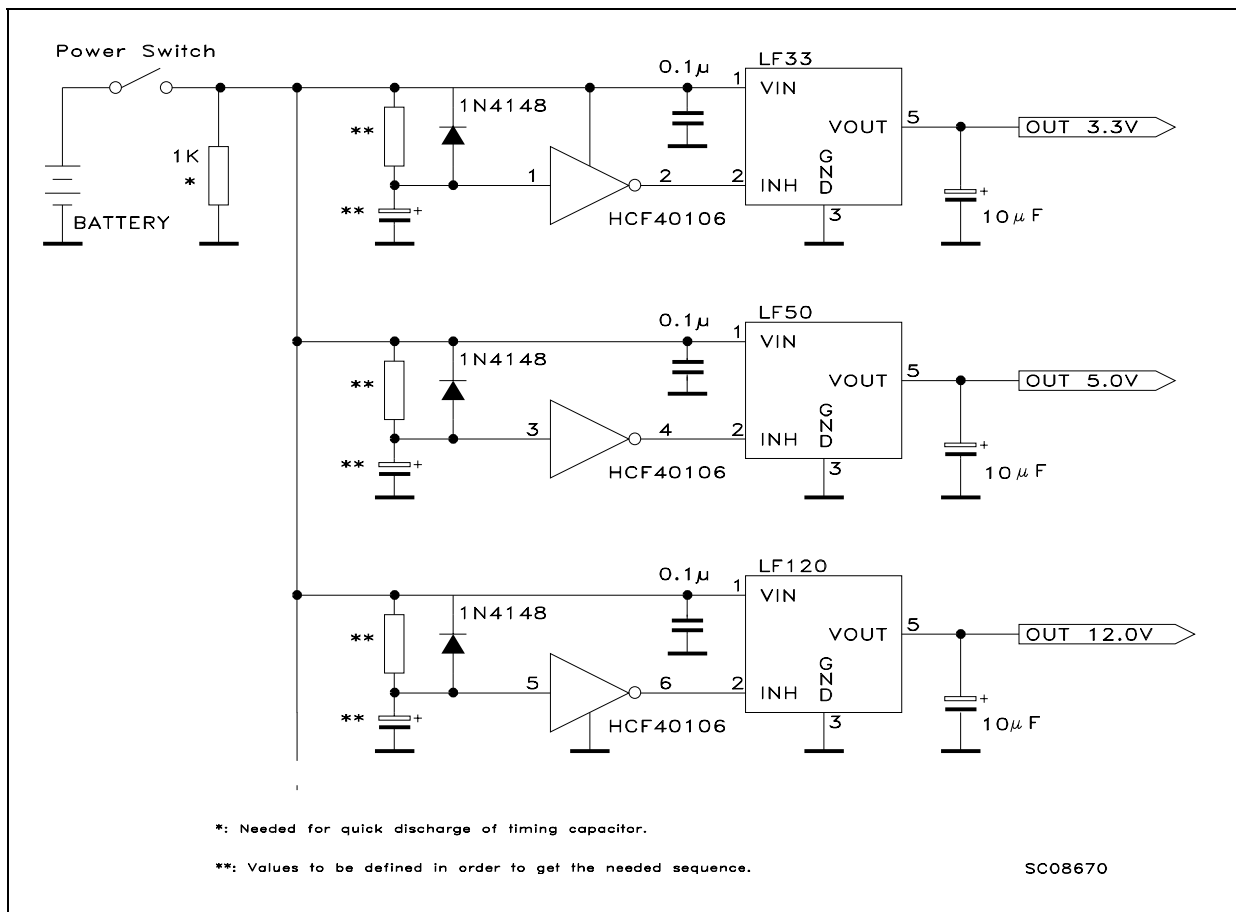 Power Switch
1K
*
BATTERY
**
**
1N4148
1
2
HCF40106
0.1μ
LF33
1
VIN
VOUT
5
2
INH
GND
3
10μF
+
+
OUT 3.3V
**
**
1N4148
3
4
HCF40106
0.1μ
LF50
1
VIN
VOUT
5
2
INH
GND
3
10μF
+
+
OUT 5.0V
**
**
1N4148
5
6
HCF40106
0.1μ
LF120
1
VIN
VOUT
5
2
INH
GND
3
10μF
+
+
OUT 12.0V
*: Needed for quick discharge of timing capacitor.
**: Values to be defined in order to get the needed sequence.
SC08670